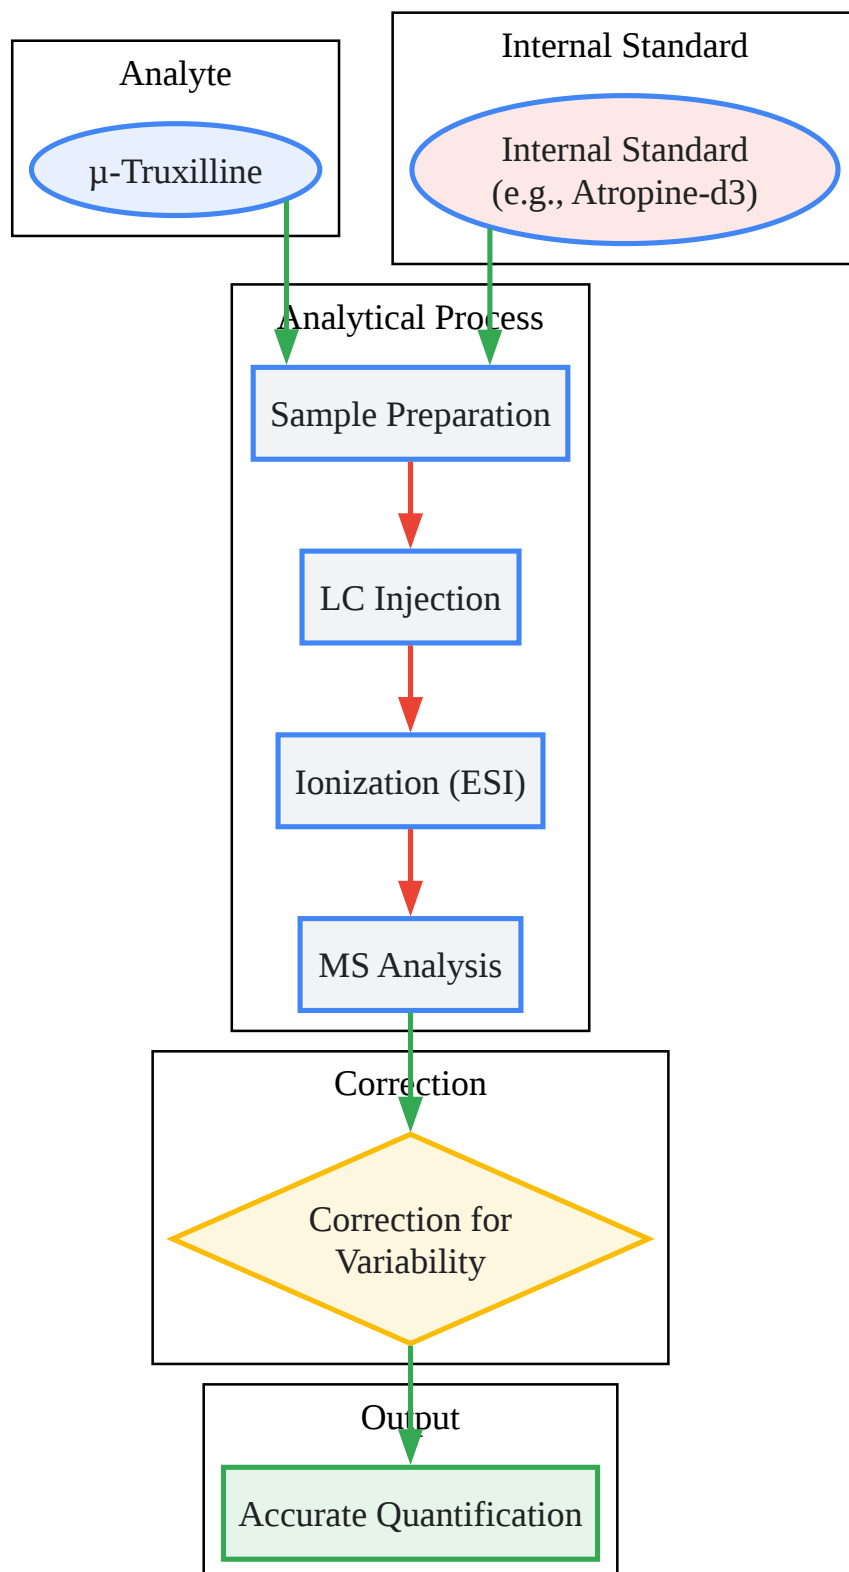 Analyte
µ-Truxilline
Internal Standard
Internal Standard
(e.g., Atropine-d3)
Analytical Process
Sample Preparation
LC Injection
Ionization (ESI)
MS Analysis
Correction
Correction for
Variability
Output
Accurate Quantification